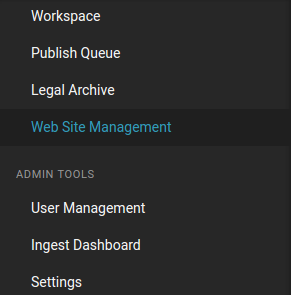 Workspace
Publish Queue
Legal Archive
Web Site Management
ADMIN TOOLS
User Management
Ingest Dashboard
Settings